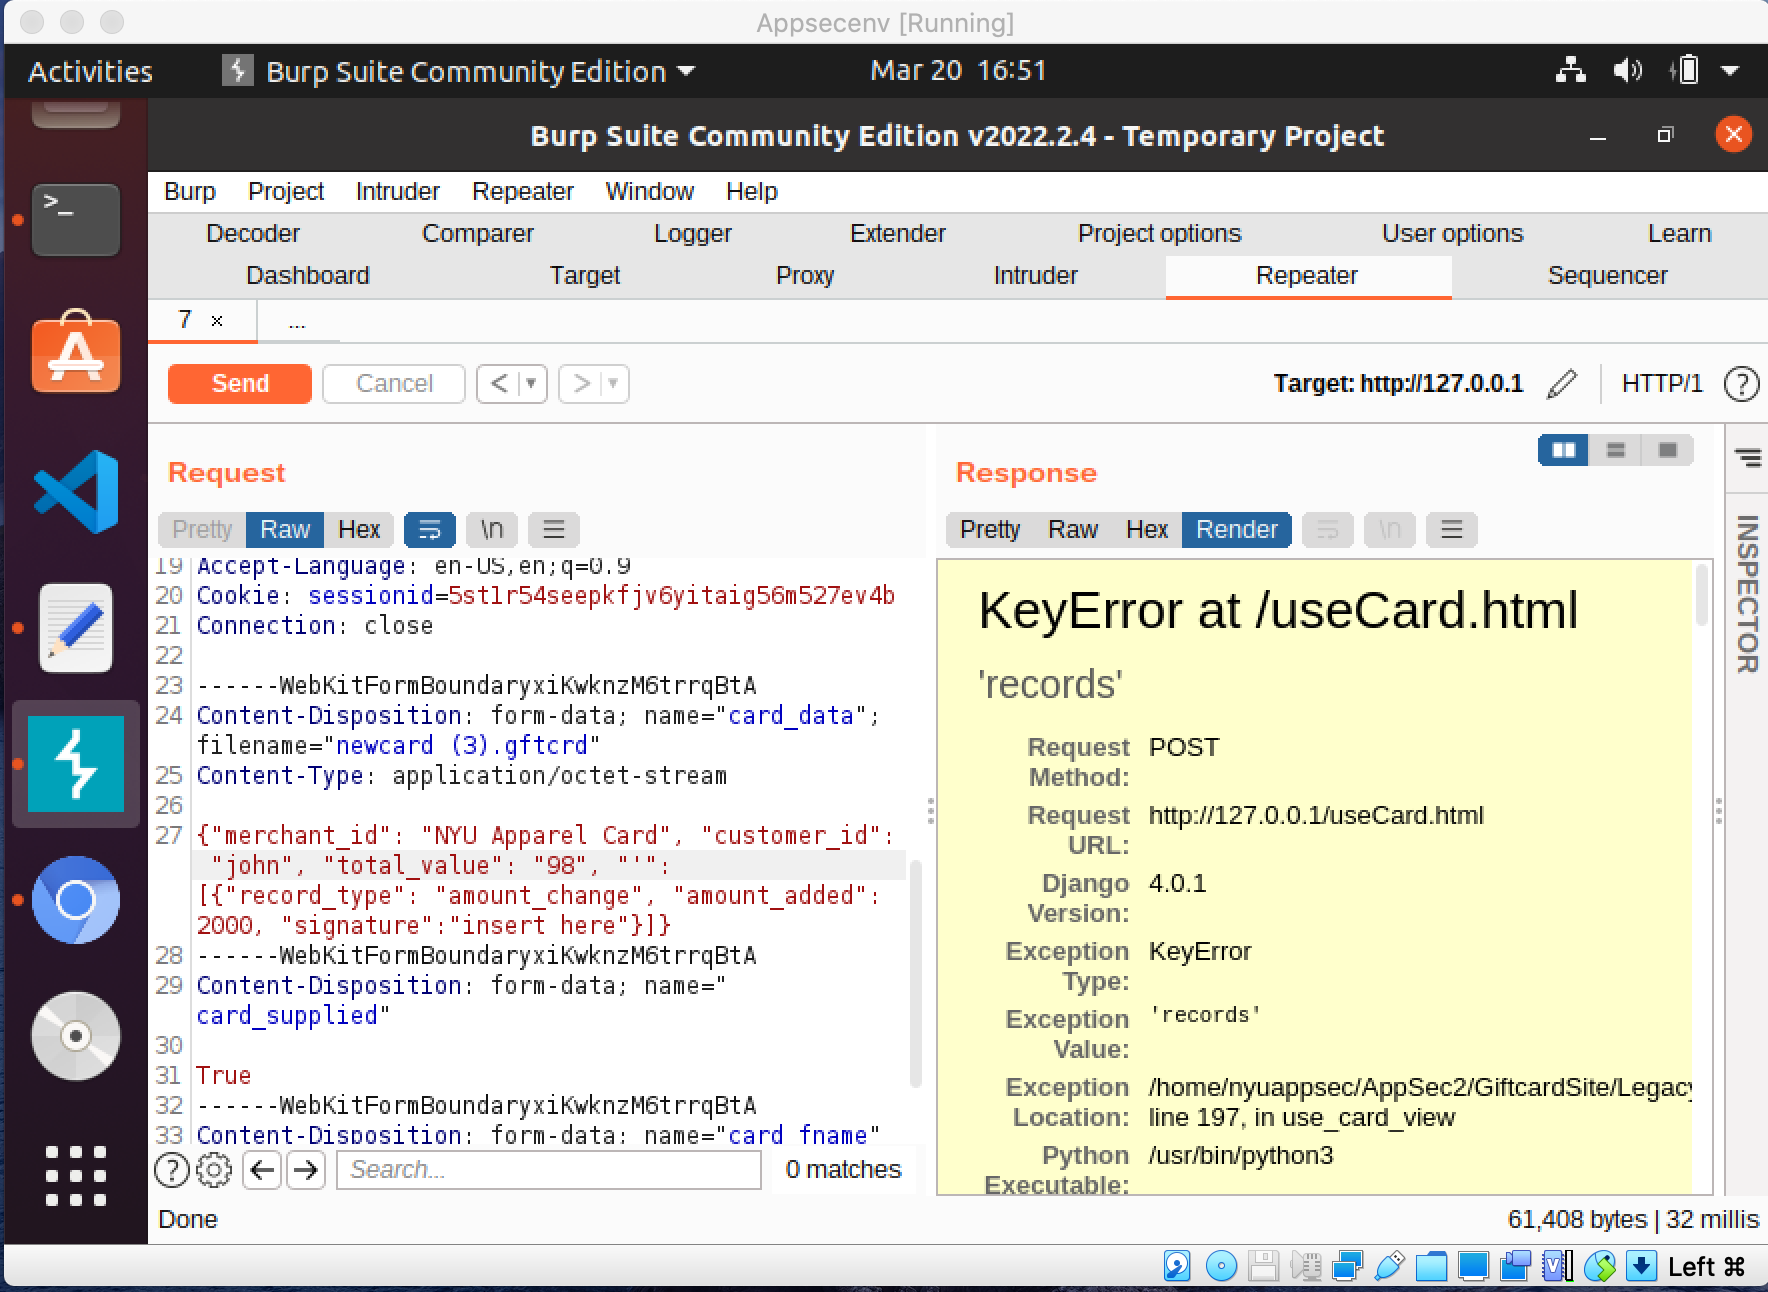 Appsecenv [Running]
Activities
Burp Suite Community Edition
Mar 20 16:51
Burp Suite Community Edition v2022.2.4 - Temporary Project
Burp Project Intruder Repeater Window Help
Decoder Comparer Logger Extender Project options User options Learn
Dashboard Target Proxy Intruder Repeater Sequencer
7 × ...
Send Cancel < >
Target: http://127.0.0.1 HTTP/1 ?
Request
Pretty Raw Hex \n
19 Accept-Language: en-US,en;q=0.9
20 Cookie: sessionid=5st1r54seepkfjv6yitaig56m527ev4b
21 Connection: close
22
23 ------WebKitFormBoundaryxiKwknzM6trrqBtA
24 Content-Disposition: form-data; name="card_data";
filename="newcard (3).gftcrd"
25 Content-Type: application/octet-stream
26
27 {"merchant_id": "NYU Apparel Card", "customer_id":
"john", "total_value": "98", "'":
[{"record_type": "amount_change", "amount_added":
2000, "signature":"insert here"}]}
28 ------WebKitFormBoundaryxiKwknzM6trrqBtA
29 Content-Disposition: form-data; name="
card_supplied"
30
31 True
32 ------WebKitFormBoundaryxiKwknzM6trrqBtA
33 Content-Disposition: form-data; name="card_fname"
? Search... 0 matches
Response
Pretty Raw Hex Render \n
KeyError at /useCard.html
'records'
Request POST
Method:
Request http://127.0.0.1/useCard.html
URL:
Django 4.0.1
Version:
Exception KeyError
Type:
Exception 'records'
Value:
Exception /home/nyuappsec/AppSec2/GiftcardSite/Legacy
Location: line 197, in use_card_view
Python /usr/bin/python3
Executable:
INSPECTOR
Done
61,408 bytes | 32 millis
Left ⌘